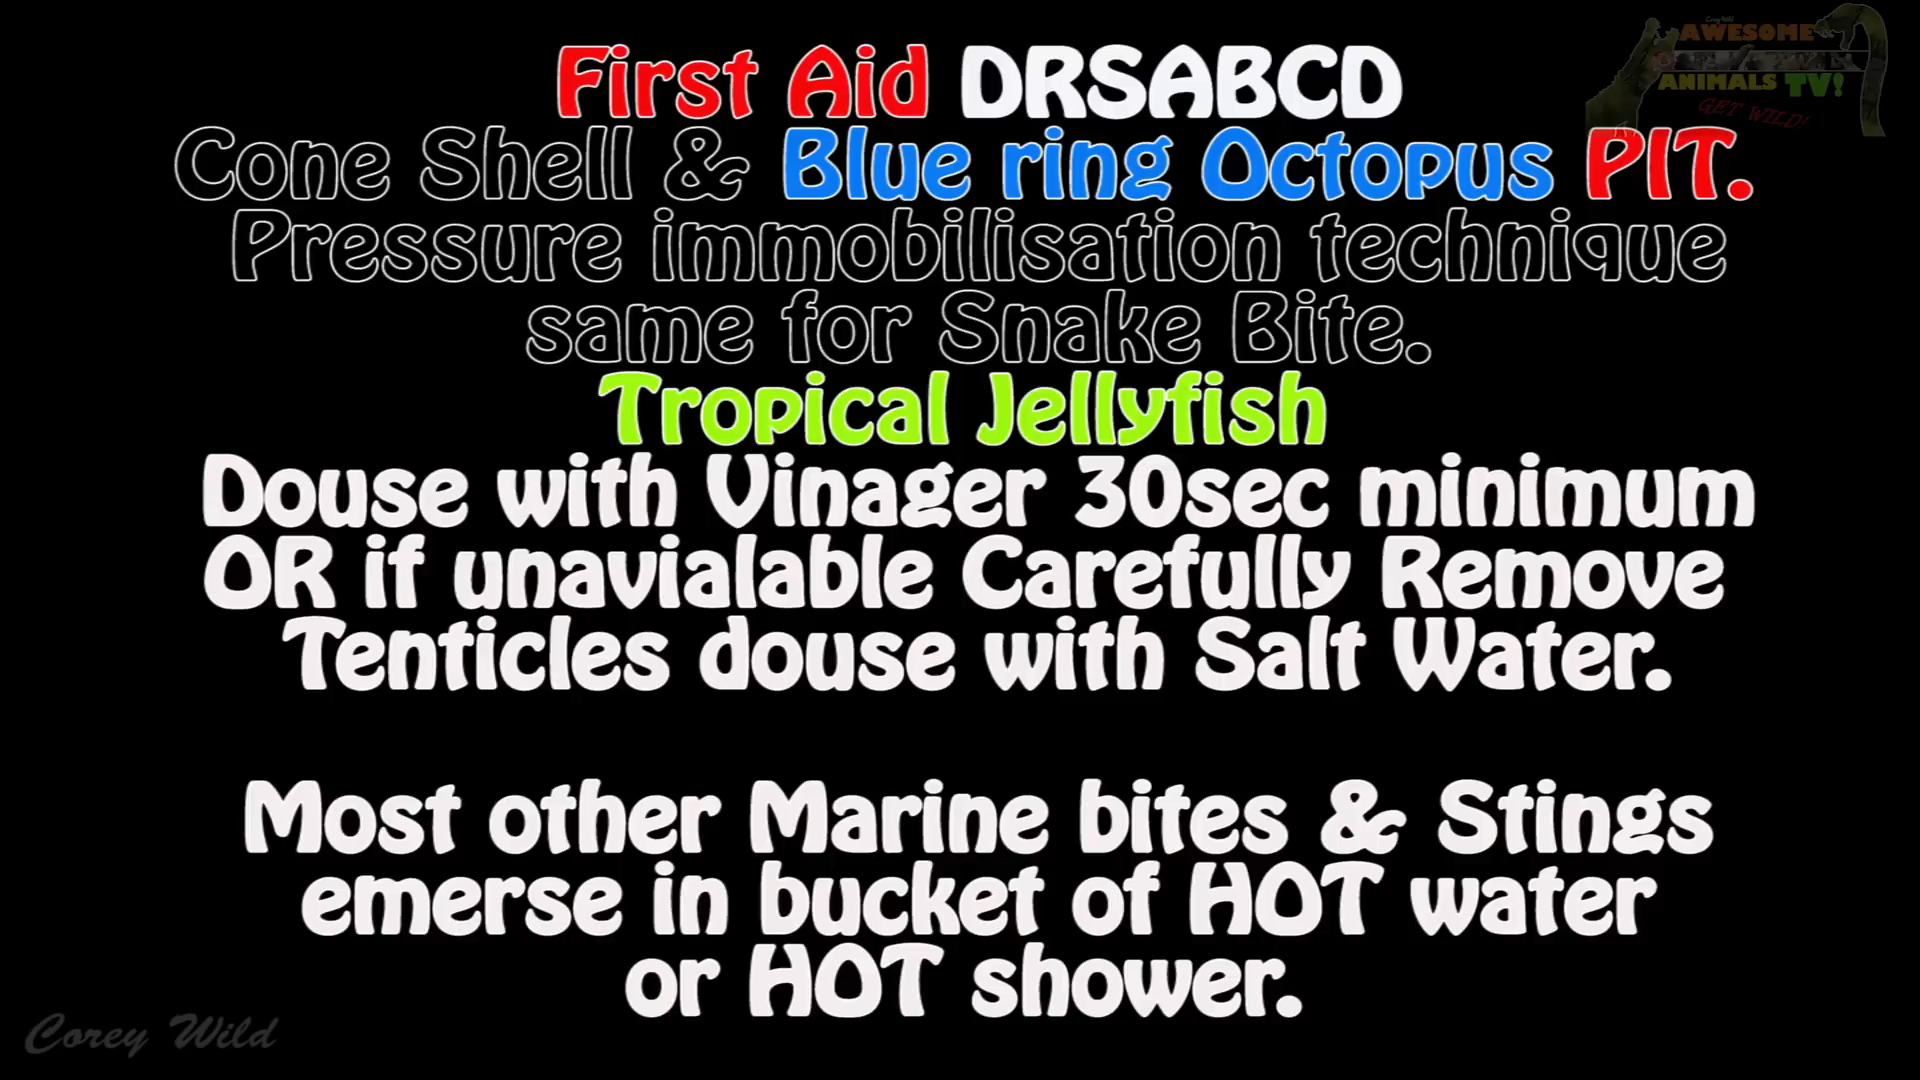 First Aid DRSABCD
Cone Shell & Blue ring Octopus PIT.
Pressure immobilisation technique
same for Snake Bite.
Tropical Jellyfish
Douse with Vinager 30sec minimum
OR if unavialable Carefully Remove
Tenticles douse with Salt Water.
Most other Marine bites & Stings
emerse in bucket of HOT water
or HOT shower.
Corey Wild
AWESOME
ANIMALS TV!
GET WILD!
Corey Wild